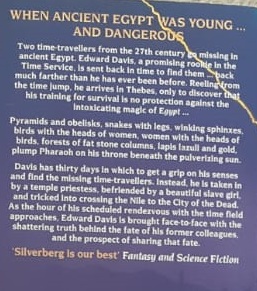 WHEN ANCIENT EGYPT WAS YOUNG ...
AND DANGEROUS
Two time-travellers from the 27th century go missing in
ancient Egypt. Edward Davis, a promising rookie in the
Time Service, is sent back in time to find them ... back
much farther than he has ever been before. Reeling from
the time jump, he arrives in Thebes, only to discover that
his training for survival is no protection against the
intoxicating magic of Egypt ...
Pyramids and obelisks, snakes with legs, winking sphinxes,
birds with the heads of women, women with the heads of
birds, forests of fat stone columns, lapis lazuli and gold,
plump Pharaoh on his throne beneath the pulverizing sun.
Davis has thirty days in which to get a grip on his senses
and find the missing time-travellers. Instead, he is taken in
by a temple priestess, befriended by a beautiful slave girl,
and tricked into crossing the Nile to the City of the Dead.
As the hour of his scheduled rendezvous with the time field
approaches, Edward Davis is brought face-to-face with the
shattering truth behind the fate of his former colleagues,
and the prospect of sharing that fate.
'Silverberg is our best' Fantasy and Science Fiction